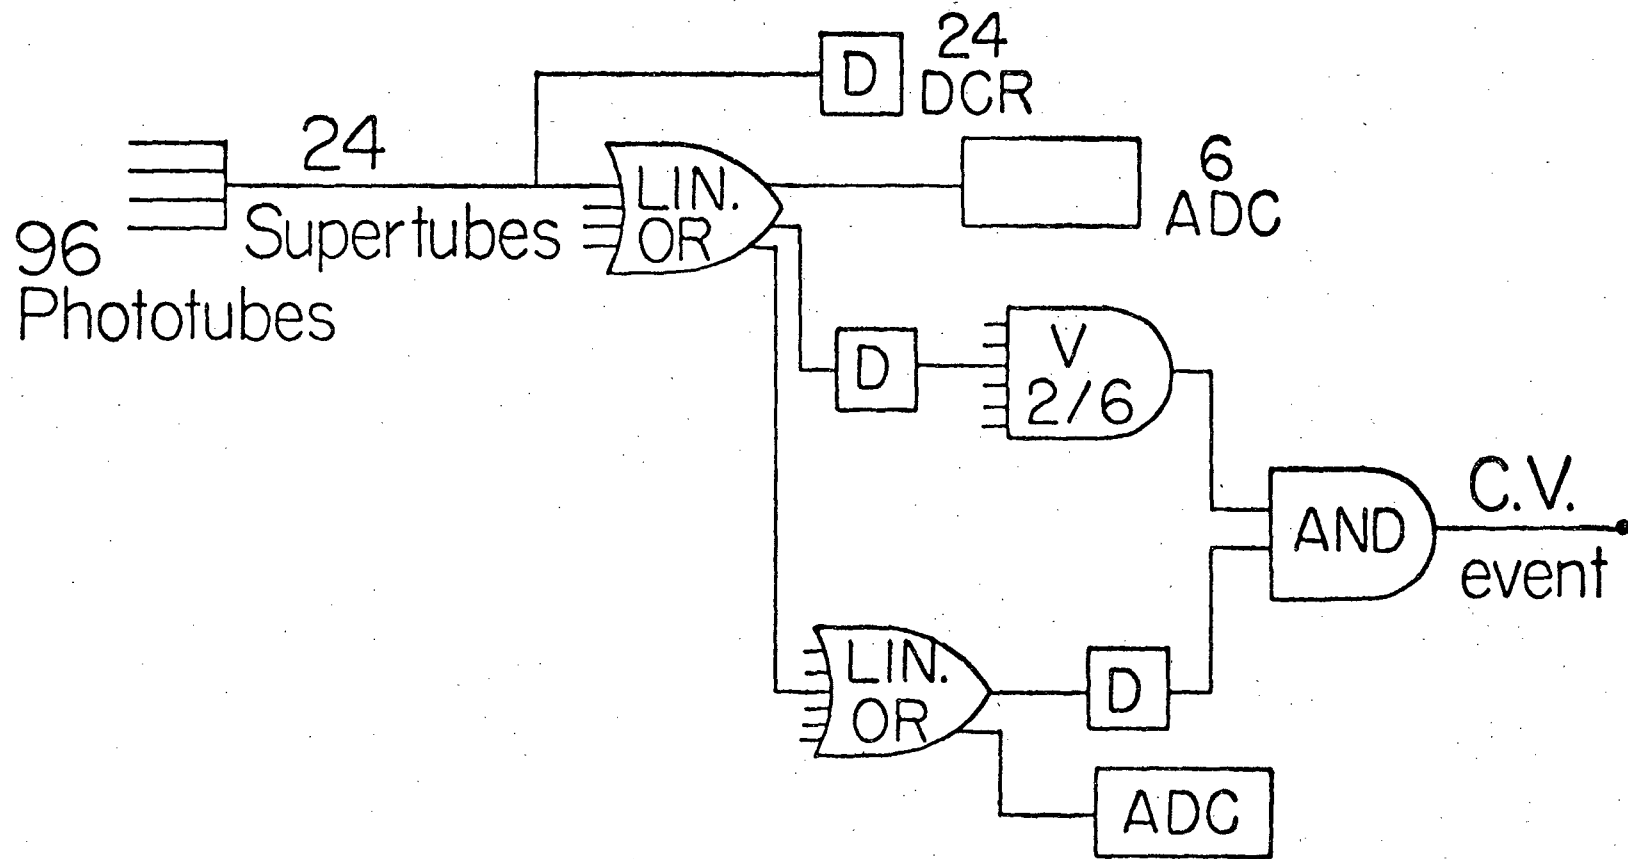 96
Phototubes
24
Supertubes
D
24
DCR
LIN.
OR
6
ADC
D
V
2/6
LIN.
OR
D
ADC
AND
C.V.
event